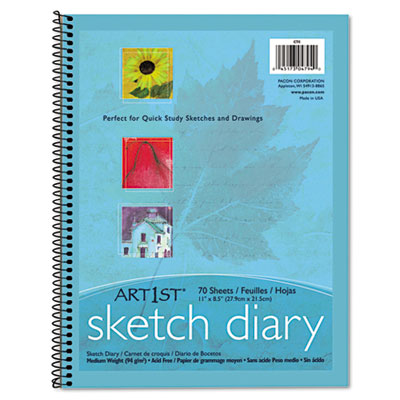 PACON CORPORATION
Appleton, WI 54912-8865
www.pacon.com
Made in USA
Perfect for Quick Study Sketches and Drawings
ART1ST®
70 Sheets / Feuilles / Hojas
11" x 8.5" (27.9cm x 21.5cm)
sketch diary
Sketch Diary / Carnet de croquis / Diario de Bocetos
Medium Weight (94 g/m²) • Acid Free / Papier de grammage moyen • Sans acide Peso medio • Sin ácido